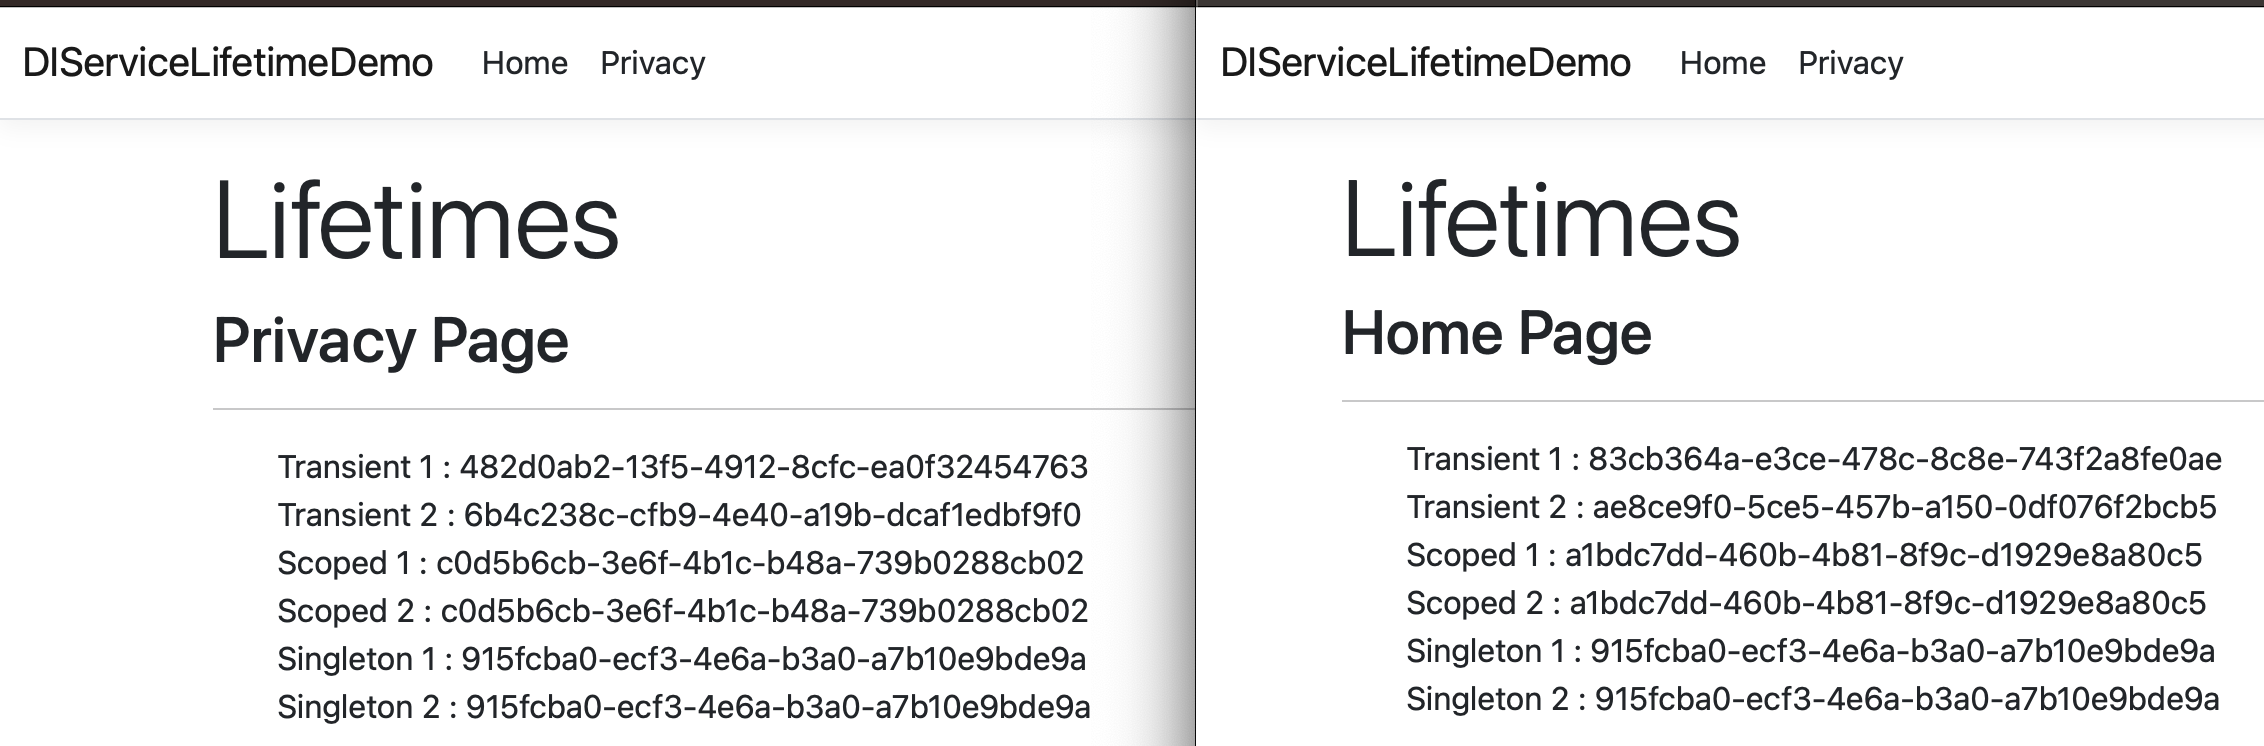 DIServiceLifetimeDemo Home Privacy
Lifetimes
Privacy Page
Transient 1 : 482d0ab2-13f5-4912-8cfc-ea0f32454763
Transient 2 : 6b4c238c-cfb9-4e40-a19b-dcaf1edbf9f0
Scoped 1 : c0d5b6cb-3e6f-4b1c-b48a-739b0288cb02
Scoped 2 : c0d5b6cb-3e6f-4b1c-b48a-739b0288cb02
Singleton 1 : 915fcba0-ecf3-4e6a-b3a0-a7b10e9bde9a
Singleton 2 : 915fcba0-ecf3-4e6a-b3a0-a7b10e9bde9a
DIServiceLifetimeDemo Home Privacy
Lifetimes
Home Page
Transient 1 : 83cb364a-e3ce-478c-8c8e-743f2a8fe0ae
Transient 2 : ae8ce9f0-5ce5-457b-a150-0df076f2bcb5
Scoped 1 : a1bdc7dd-460b-4b81-8f9c-d1929e8a80c5
Scoped 2 : a1bdc7dd-460b-4b81-8f9c-d1929e8a80c5
Singleton 1 : 915fcba0-ecf3-4e6a-b3a0-a7b10e9bde9a
Singleton 2 : 915fcba0-ecf3-4e6a-b3a0-a7b10e9bde9a